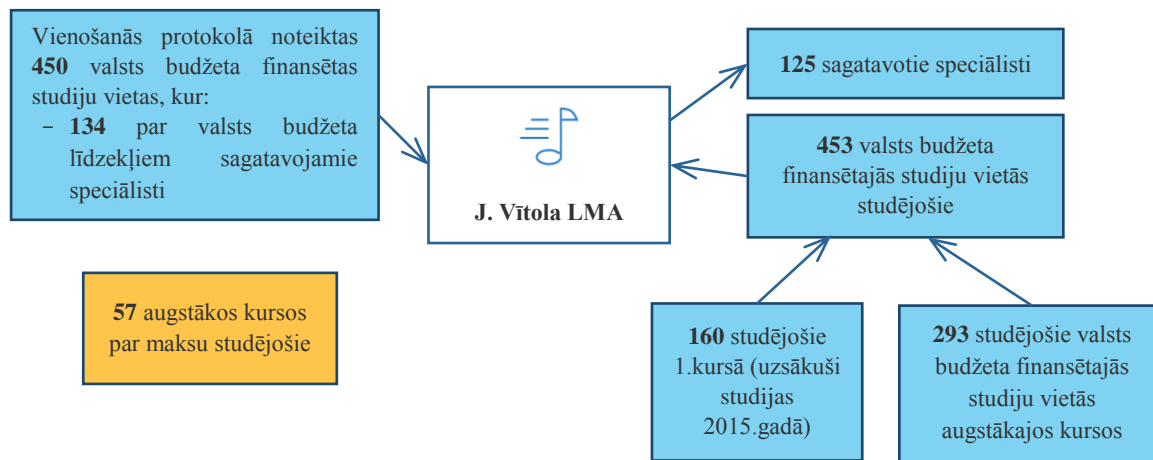 Vienošanās protokolā noteiktas
450 valsts budžeta finansētas
studiju vietas, kur:
− 134 par valsts budžeta
līdzekļiem sagatavojamie
speciālisti
J. Vītola LMA
125 sagatavotie speciālisti
453 valsts budžeta
finansētajās studiju vietās
studējošie
57 augstākos kursos
par maksu studējošie
160 studējošie
1.kursā (uzsākuši
studijas
2015.gadā)
293 studējošie valsts
budžeta finansētajās
studiju vietās
augstākajos kursos